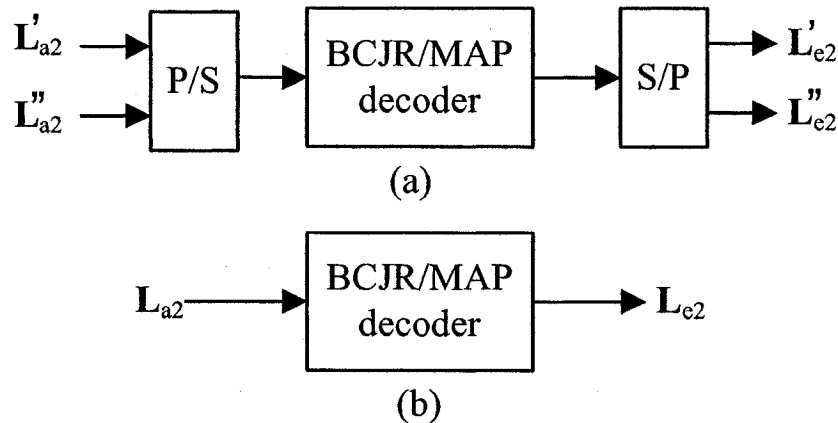 L'a2
L''a2
P/S
BCJR/MAP
decoder
S/P
L'e2
L''e2
(a)
La2
BCJR/MAP
decoder
Le2
(b)